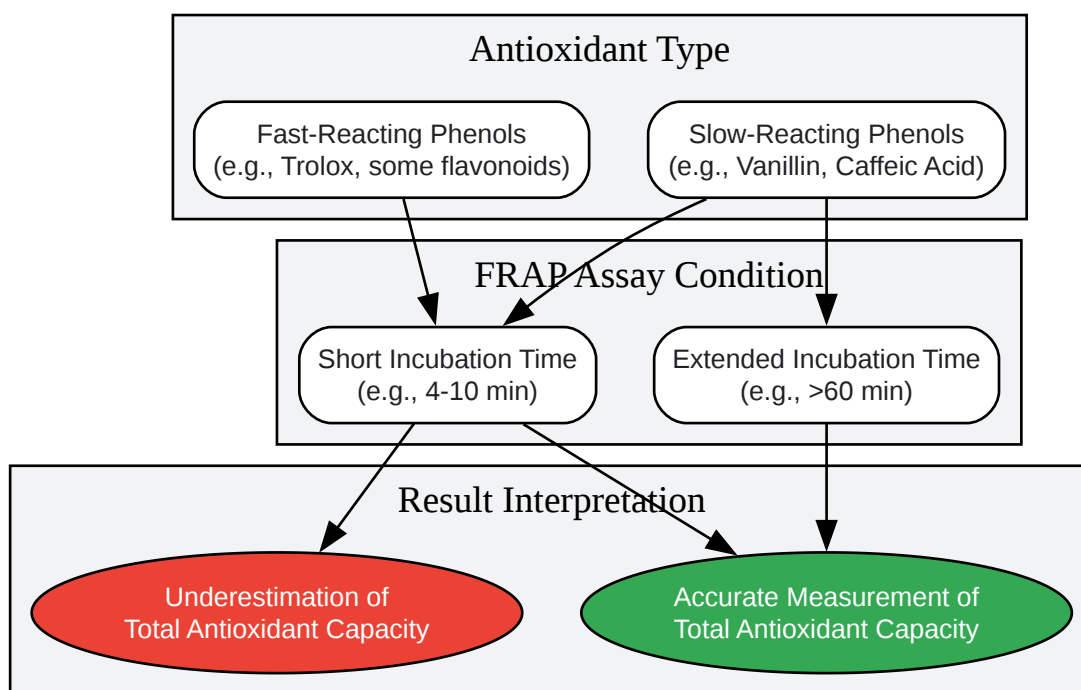 Antioxidant Type
Fast-Reacting Phenols
(e.g., Trolox, some flavonoids)
Slow-Reacting Phenols
(e.g., Vanillin, Caffeic Acid)
FRAP Assay Condition
Short Incubation Time
(e.g., 4-10 min)
Extended Incubation Time
(e.g., >60 min)
Result Interpretation
Underestimation of
Total Antioxidant Capacity
Accurate Measurement of
Total Antioxidant Capacity